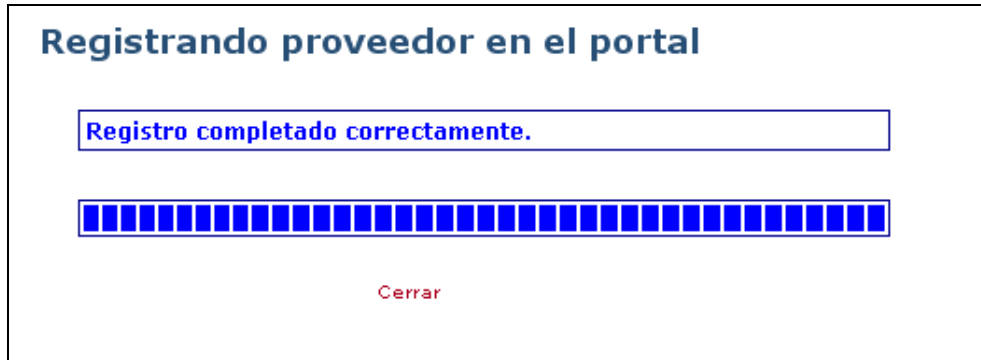 Registrando proveedor en el portal
Registro completado correctamente.
Cerrar